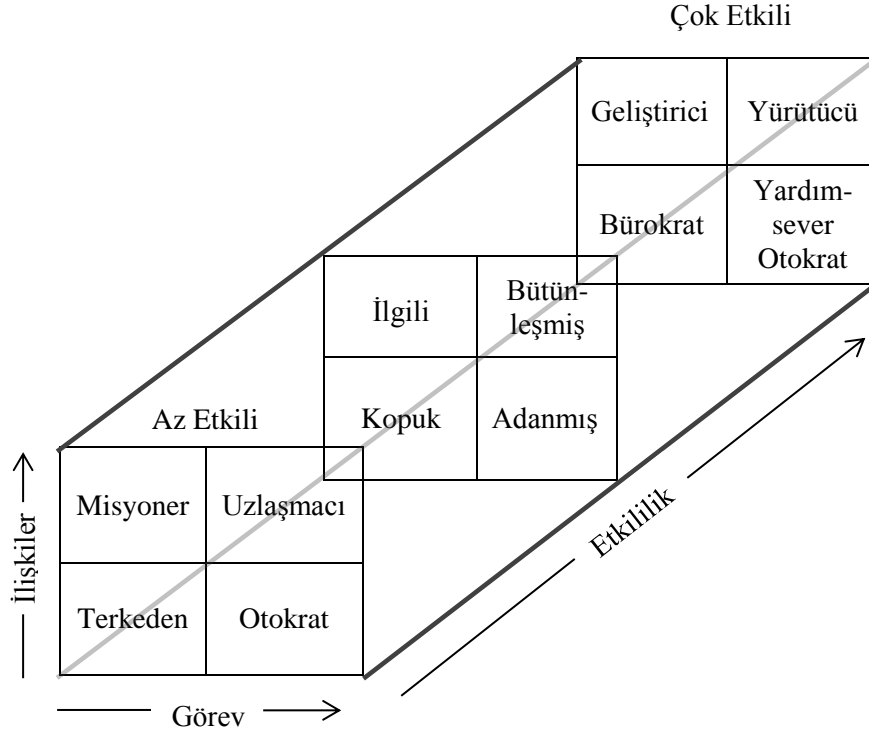 Çok Etkili
Geliştirici
Yürütücü
Bürokrat
Yardım-
sever
Otokrat
İlgili
Bütün-
leşmiş
Kopuk
Adanmış
Az Etkili
Misyoner
Uzlaşmacı
Terkeden
Otokrat
İlişkiler
Görev
Etkililik